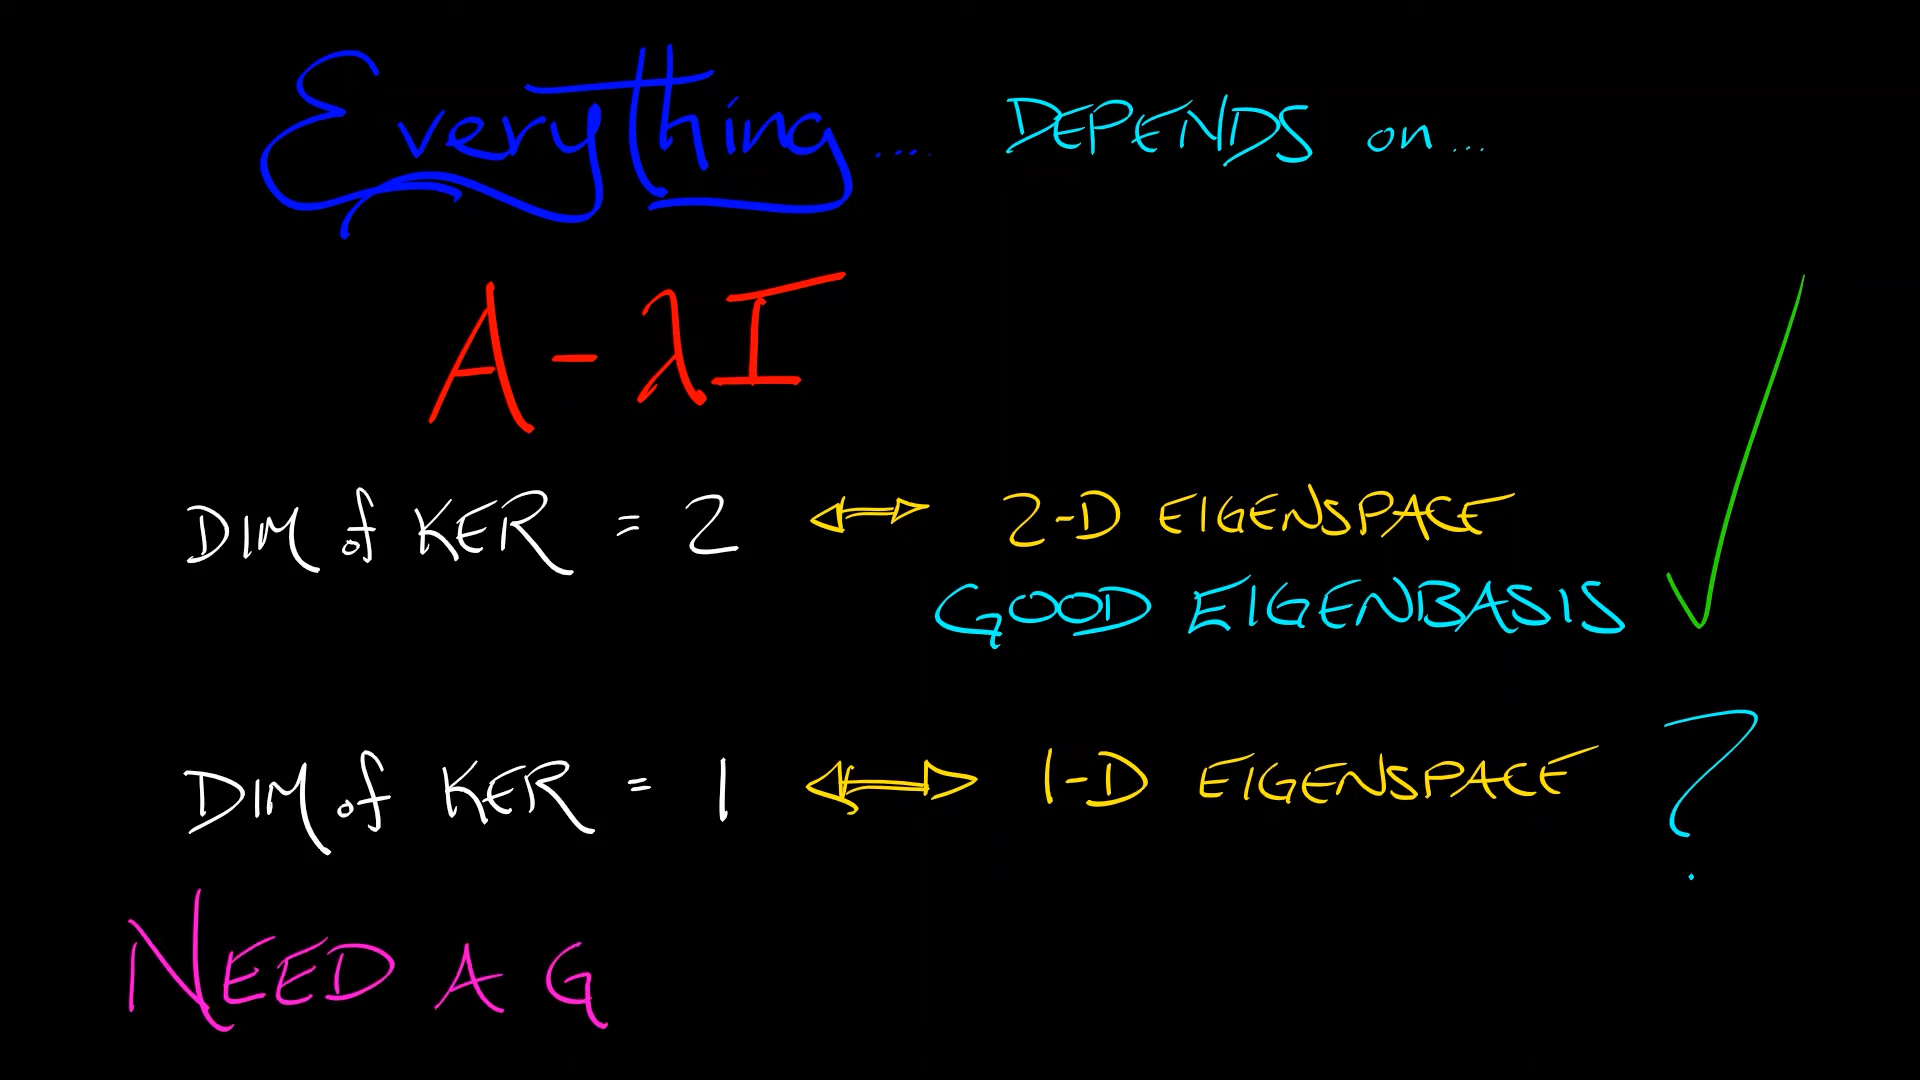 Everything.... DEPENDS on...
A - λI
DIM of KER = 2 ⟺ 2-D EIGENSPACE
GOOD EIGENBASIS ✓
DIM of KER = 1 ⟺ 1-D EIGENSPACE ?
NEED A G